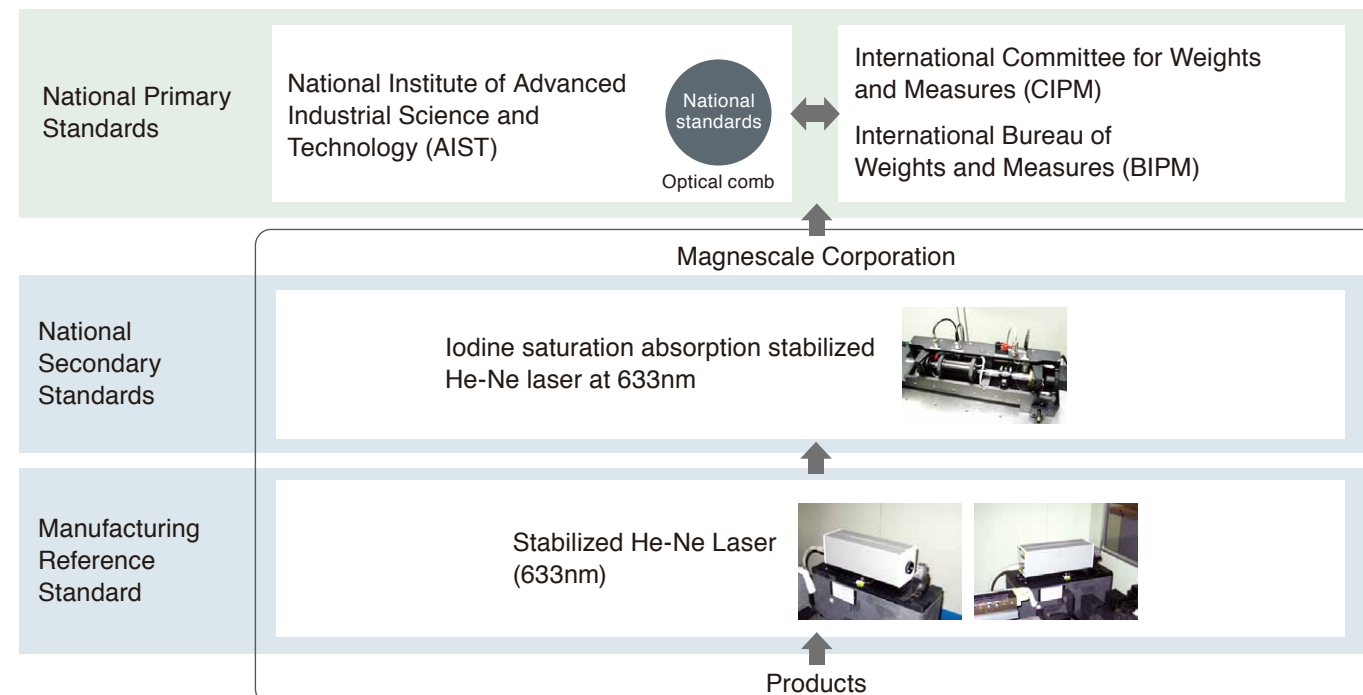 National Primary
Standards
National Institute of Advanced
Industrial Science and
Technology (AIST)
National
standards
Optical comb
International Committee for Weights
and Measures (CIPM)
International Bureau of
Weights and Measures (BIPM)
Magnescale Corporation
National
Secondary
Standards
Iodine saturation absorption stabilized
He-Ne laser at 633nm
Manufacturing
Reference
Standard
Stabilized He-Ne Laser
(633nm)
Products